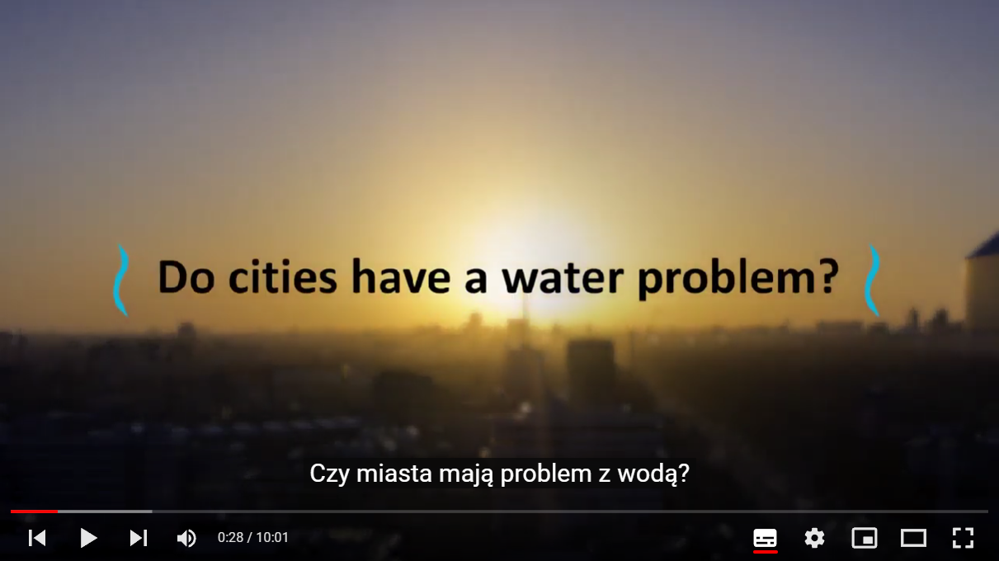 Do cities have a water problem?
Czy miasta mają problem z wodą?
0:28 / 10:01